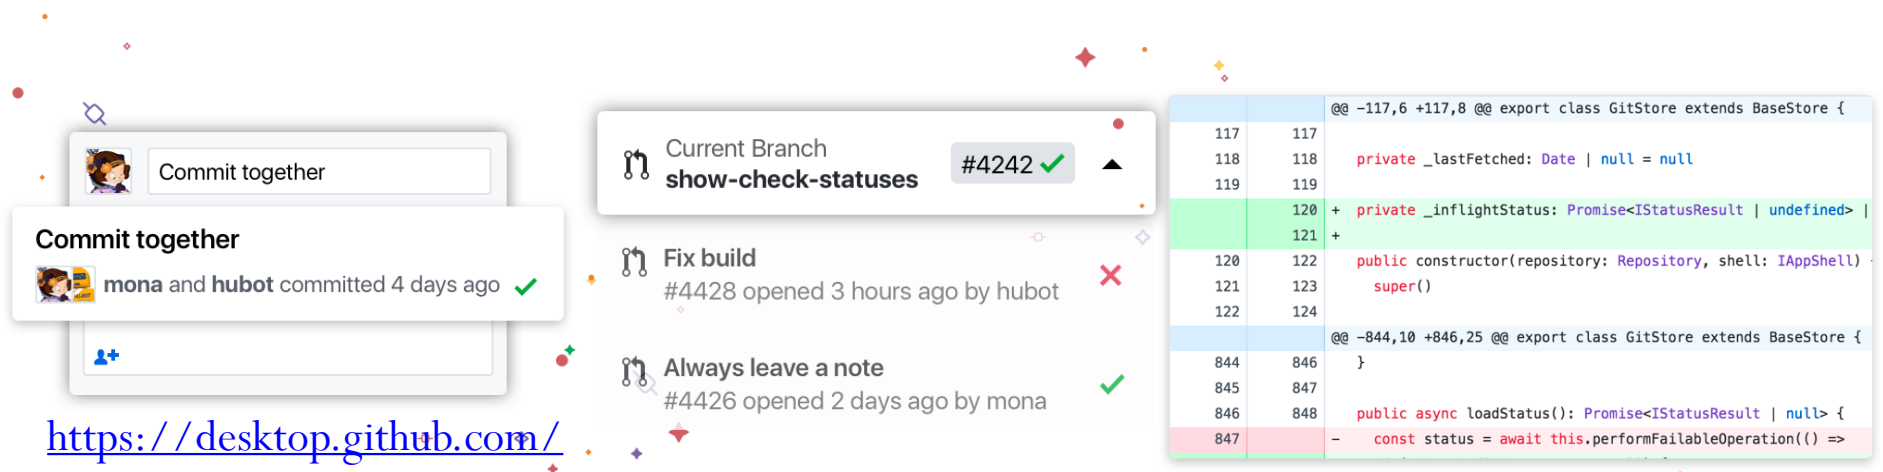 Commit together
Commit together
mona and hubot committed 4 days ago
https://desktop.github.com/
Current Branch
show-check-statuses
#4242
Fix build
#4428 opened 3 hours ago by hubot
Always leave a note
#4426 opened 2 days ago by mona
@@ -117,6 +117,8 @@ export class GitStore extends BaseStore {
117 117
118 118 private _lastFetched: Date | null = null
119 119
120 + private _inflightStatus: Promise<IStatusResult | undefined> |
121 +
120 122 public constructor(repository: Repository, shell: IAppShell)
121 123 super()
122 124
@@ -844,10 +846,25 @@ export class GitStore extends BaseStore {
844 846 }
845 847
846 848 public async loadStatus(): Promise<IStatusResult | null> {
847 - const status = await this.performFailableOperation(() =>